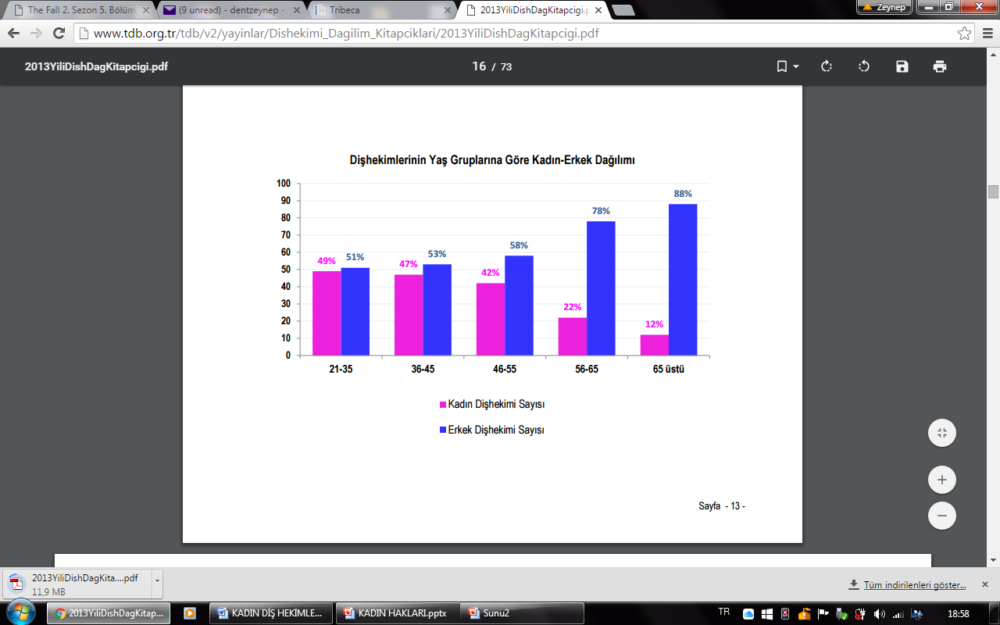 The Fall 2. Sezon 5. Bölüm
(9 unread) - dentzeynep -
Tribeca
2013YiliDishDagKitapcigi.p
Zeynep
www.tdb.org.tr/tdb/v2/yayinlar/Dishekimi_Dagilim_Kitapciklari/2013YiliDishDagKitapcigi.pdf
2013YiliDishDagKitapcigi.pdf
16 / 73
Dişhekimlerinin Yaş Gruplarına Göre Kadın-Erkek Dağılımı
100
90
80
70
60
50
40
30
20
10
0
49% 51% 47% 53% 42% 58% 22% 78% 12% 88%
21-35 36-45 46-55 56-65 65 üstü
Kadın Dişhekimi Sayısı
Erkek Dişhekimi Sayısı
Sayfa - 13 -
2013YiliDishDagKita....pdf
11,9 MB
Tüm indirilenleri göster...
2013YiliDishDagKitap...
KADIN DİŞ HEKİMLE...
KADIN HAKLARI.pptx
Sunu2
TR
18:58